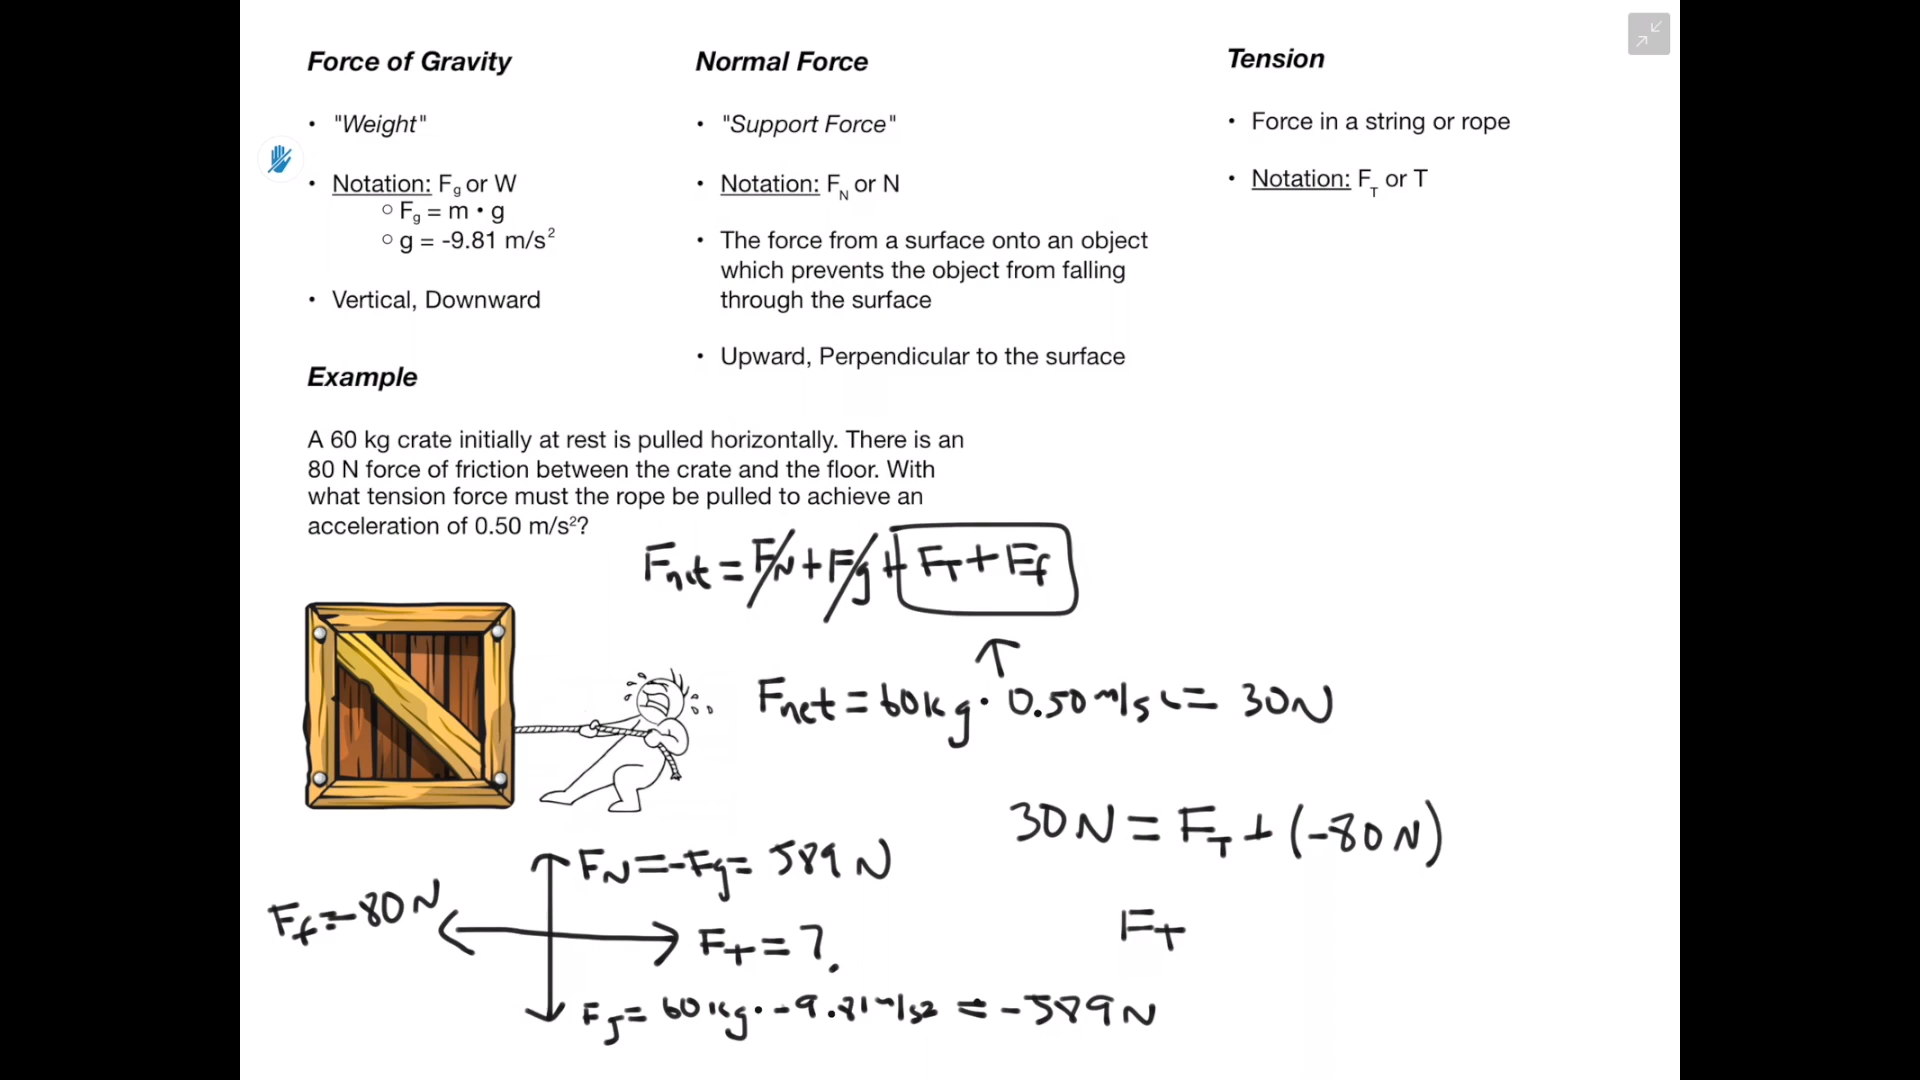 Force of Gravity
• "Weight"
• Notation: Fg or W
○ Fg = m • g
○ g = -9.81 m/s²
• Vertical, Downward
Normal Force
• "Support Force"
• Notation: FN or N
• The force from a surface onto an object
which prevents the object from falling
through the surface
• Upward, Perpendicular to the surface
Tension
• Force in a string or rope
• Notation: FT or T
Example
A 60 kg crate initially at rest is pulled horizontally. There is an
80 N force of friction between the crate and the floor. With
what tension force must the rope be pulled to achieve an
acceleration of 0.50 m/s²?
Fnet = FN + Fg + FT + Ff
Fnet = 60kg · 0.50 m/s² = 30N
30N = FT + (-80N)
FT
FN = -Fg = 589 N
Ff = -80N
FT = ?
Fg = 60kg · -9.81 m/s2 = -589 N